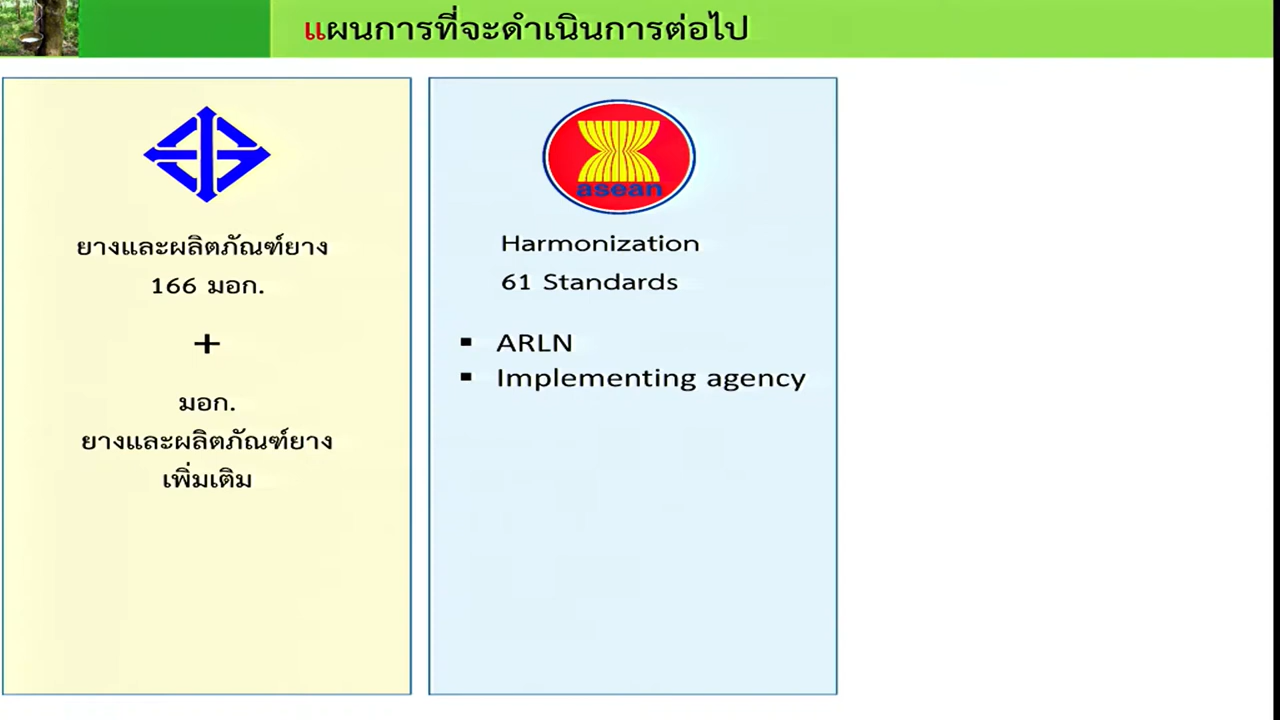 แผนการที่จะดำเนินการต่อไป
ยางและผลิตภัณฑ์ยาง
166 มอก.
+
มอก.
ยางและผลิตภัณฑ์ยาง
เพิ่มเติม
asean
Harmonization
61 Standards
▪ ARLN
▪ Implementing agency